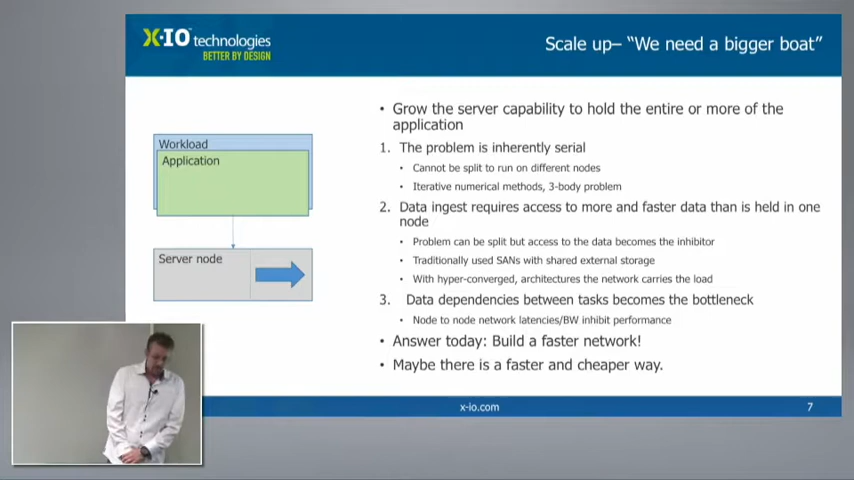 X-IO technologies
BETTER BY DESIGN
Scale up– “We need a bigger boat”
Workload
Application
Server node
• Grow the server capability to hold the entire or more of the
application
1. The problem is inherently serial
• Cannot be split to run on different nodes
• Iterative numerical methods, 3-body problem
2. Data ingest requires access to more and faster data than is held in one
node
• Problem can be split but access to the data becomes the inhibitor
• Traditionally used SANs with shared external storage
• With hyper-converged, architectures the network carries the load
3. Data dependencies between tasks becomes the bottleneck
• Node to node network latencies/BW inhibit performance
• Answer today: Build a faster network!
• Maybe there is a faster and cheaper way.
x-io.com
7